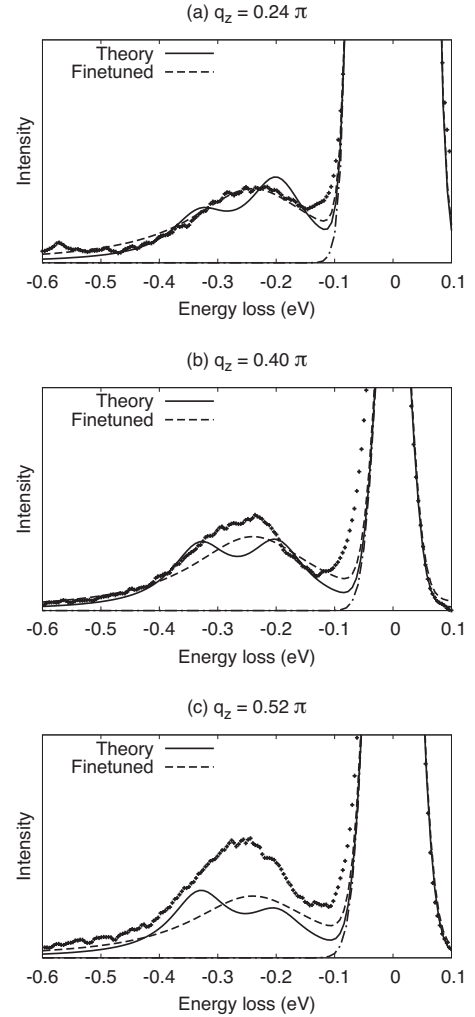 (a) q_z = 0.24 π
Theory
Finetuned
Intensity
-0.6 -0.5 -0.4 -0.3 -0.2 -0.1 0 0.1
Energy loss (eV)
(b) q_z = 0.40 π
Theory
Finetuned
Intensity
-0.6 -0.5 -0.4 -0.3 -0.2 -0.1 0 0.1
Energy loss (eV)
(c) q_z = 0.52 π
Theory
Finetuned
Intensity
-0.6 -0.5 -0.4 -0.3 -0.2 -0.1 0 0.1
Energy loss (eV)